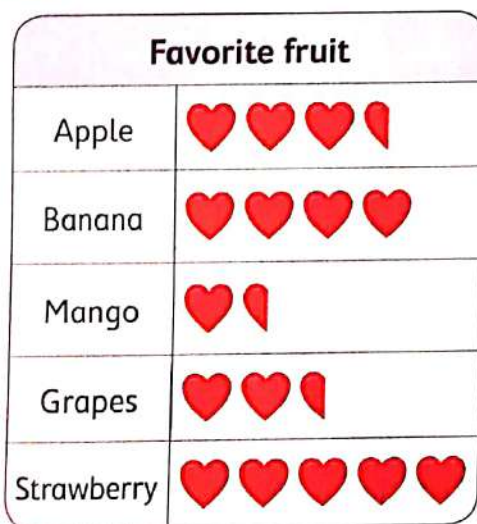 Favorite fruit
Apple
Banana
Mango
Grapes
Strawberry